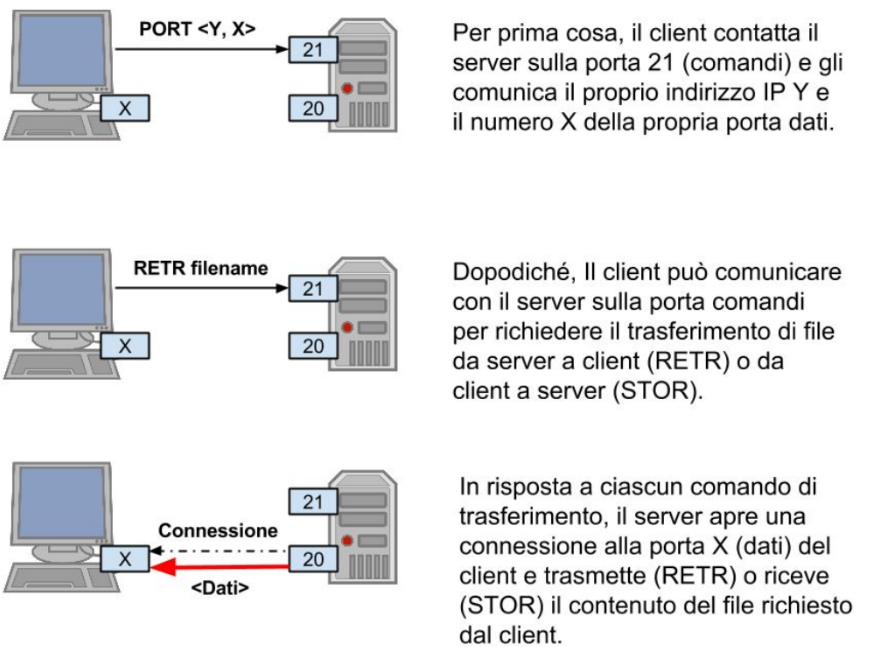 PORT <Y, X>
21
X
20
Per prima cosa, il client contatta il
server sulla porta 21 (comandi) e gli
comunica il proprio indirizzo IP Y e
il numero X della propria porta dati.
RETR filename
21
X
20
Dopodiché, Il client può comunicare
con il server sulla porta comandi
per richiedere il trasferimento di file
da server a client (RETR) o da
client a server (STOR).
21
Connessione
X
20
<Dati>
In risposta a ciascun comando di
trasferimento, il server apre una
connessione alla porta X (dati) del
client e trasmette (RETR) o riceve
(STOR) il contenuto del file richiesto
dal client.